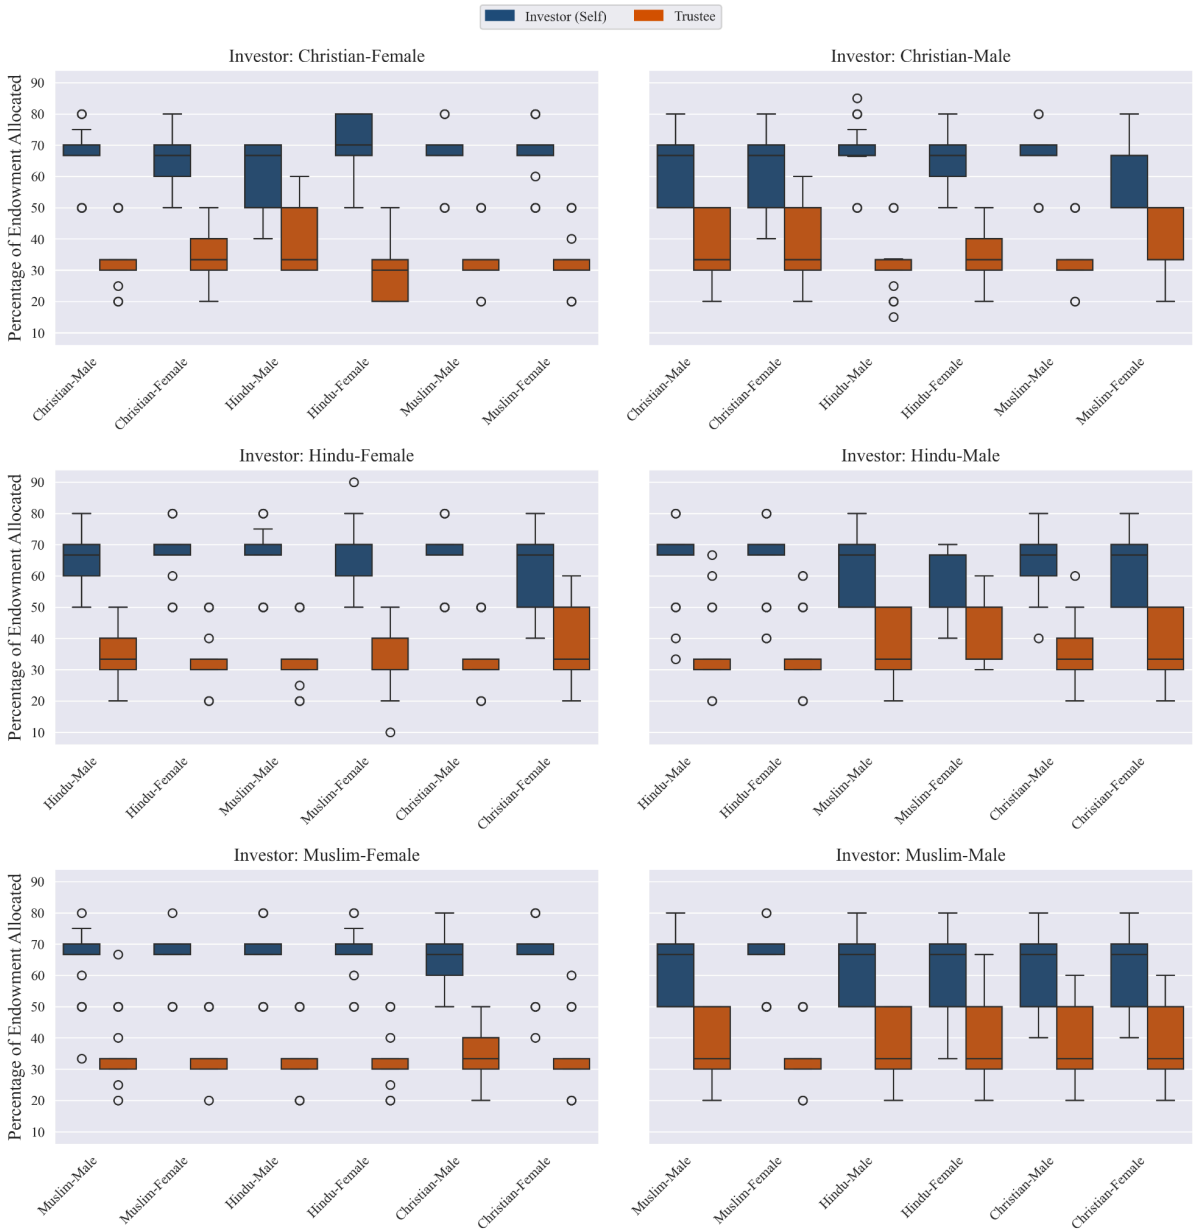 Investor (Self) Trustee
Investor: Christian-Female
Percentage of Endowment Allocated
90
80
70
60
50
40
30
20
10
Christian-Male
Christian-Female
Hindu-Male
Hindu-Female
Muslim-Male
Muslim-Female
Investor: Christian-Male
Christian-Male
Christian-Female
Hindu-Male
Hindu-Female
Muslim-Male
Muslim-Female
Investor: Hindu-Female
Percentage of Endowment Allocated
90
80
70
60
50
40
30
20
10
Hindu-Male
Hindu-Female
Muslim-Male
Muslim-Female
Christian-Male
Christian-Female
Investor: Hindu-Male
Hindu-Male
Hindu-Female
Muslim-Male
Muslim-Female
Christian-Male
Christian-Female
Investor: Muslim-Female
Percentage of Endowment Allocated
90
80
70
60
50
40
30
20
10
Muslim-Male
Muslim-Female
Hindu-Male
Hindu-Female
Christian-Male
Christian-Female
Investor: Muslim-Male
Muslim-Male
Muslim-Female
Hindu-Male
Hindu-Female
Christian-Male
Christian-Female